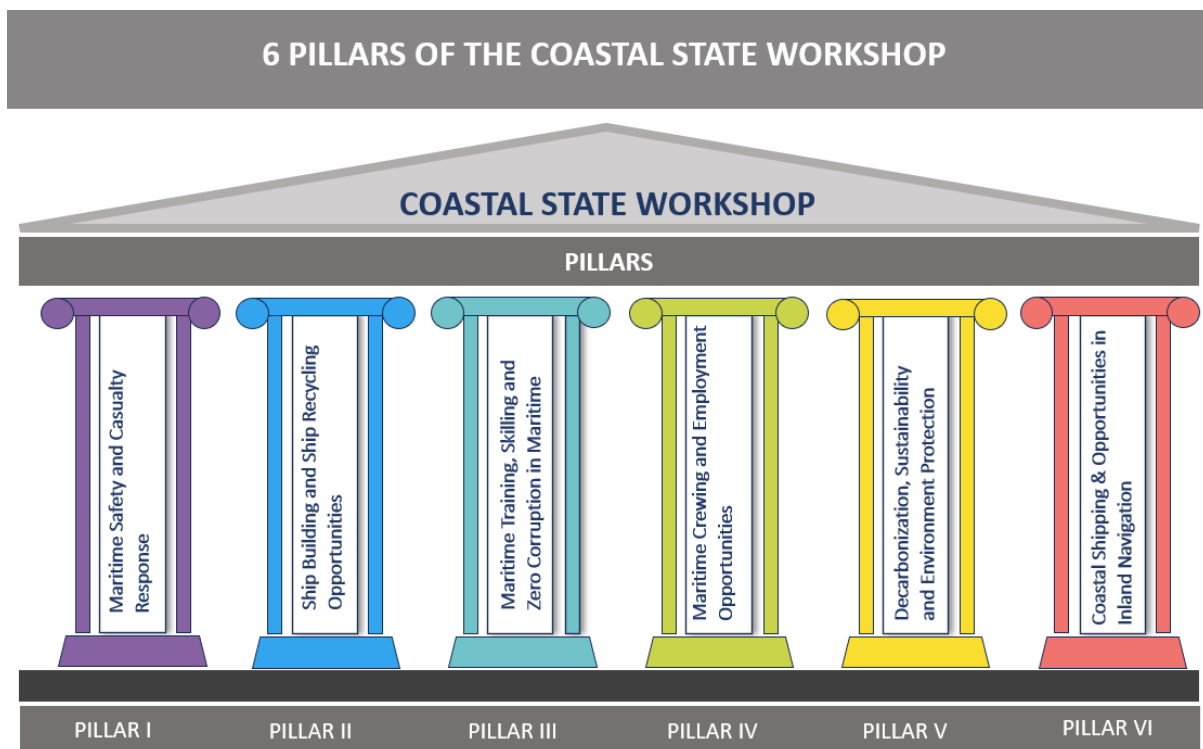 6 PILLARS OF THE COASTAL STATE WORKSHOP
COASTAL STATE WORKSHOP
PILLARS
Maritime Safety and Casualty
Response
Ship Building and Ship Recycling
Opportunities
Maritime Training, Skilling and
Zero Corruption in Maritime
Maritime Crewing and Employment
Opportunities
Decarbonization, Sustainability
and Environment Protection
Coastal Shipping & Opportunities in
Inland Navigation
PILLAR I
PILLAR II
PILLAR III
PILLAR IV
PILLAR V
PILLAR VI